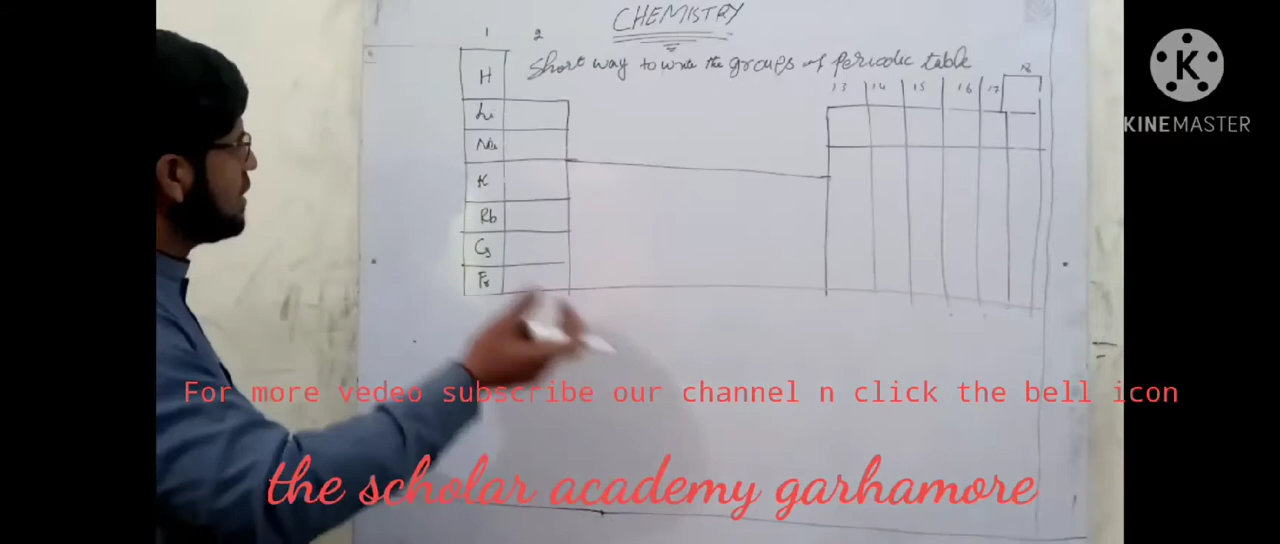 CHEMISTRY
1 2
Short way to write the groups of periodic table
13 14 15 16 17 18
H
Li
Na
K
Rb
Cs
Fr
K
KINEMASTER
For more vedeo subscribe our channel n click the bell icon
the scholar academy garhamore